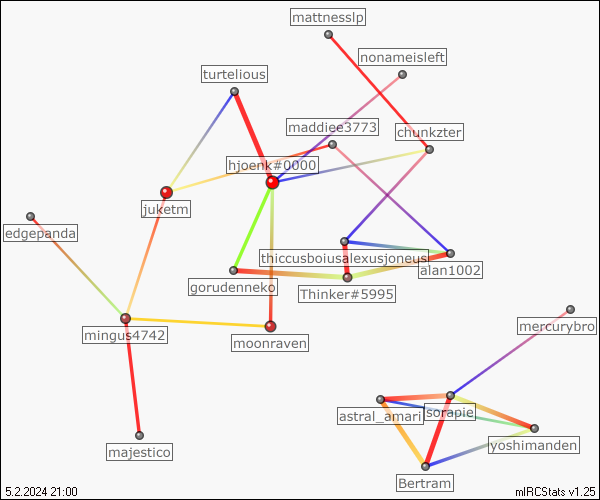 mattnesslp
nonameisleft
turtelious
maddiee3773
chunkzter
hjoenk#0000
juketm
edgepanda
thiccusboiusalexusjoneus
alan1002
gorudenneko
Thinker#5995
mercurybro
mingus4742
moonraven
astral_amari
sorapie
yoshimanden
majestico
Bertram
5.2.2024 21:00
mIRCStats v1.25